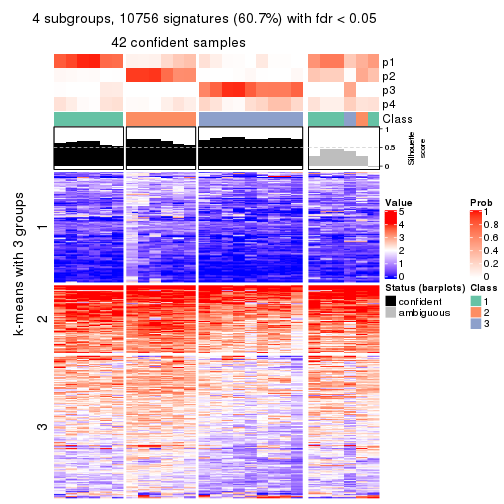 4 subgroups, 10756 signatures (60.7%) with fdr < 0.05
42 confident samples
p1
p2
p3
p4
Class
1
0.5
0
Silhouette
score
k-means with 3 groups
1
2
3
Value
5
4
3
2
1
0
Prob
1
0.8
0.6
0.4
0.2
0
Status (barplots)
confident
ambiguous
Class
1
2
3